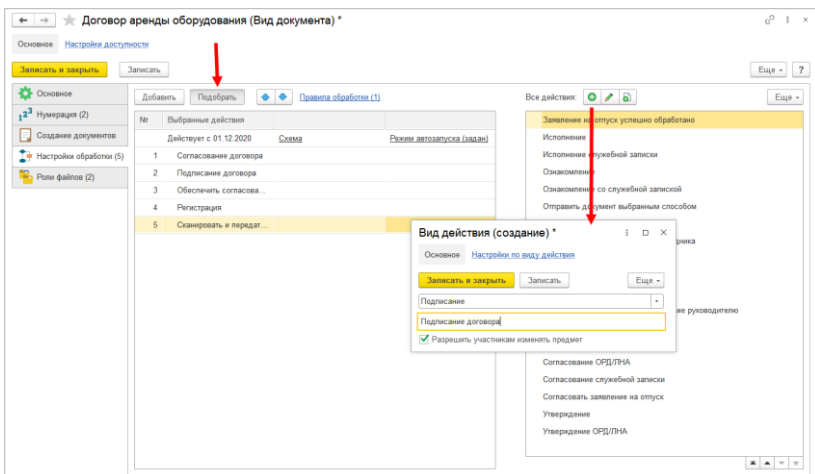 Договор аренды оборудования (Вид документа) *
Основное Настройки доступности
Записать и закрыть Записать Еще ?
Основное
Нумерация (2)
Создание документов
Настройки обработки (5)
Роли файлов (2)
Добавить Подобрать Правила обработки (1)
№ Выбранные действия
Действует с 01.12.2020 Схема Режим автозапуска (задан)
1 Согласование договора
2 Подписание договора
3 Обеспечить согласова...
4 Регистрация
5 Сканировать и передат...
Все действия: Еще
Заявление на отпуск успешно обработано
Исполнение
Исполнение служебной записки
Ознакомление
Ознакомление со служебной запиской
Отправить документ выбранным способом
Вид действия (создание) *
Основное Настройки по виду действия
Записать и закрыть Записать Еще
Подписание
Подписание договора
Разрешить участникам изменять предмет
ие руководителю
Согласование ОРД/ЛНА
Согласование служебной записки
Согласовать заявление на отпуск
Утверждение
Утверждение ОРД/ЛНА